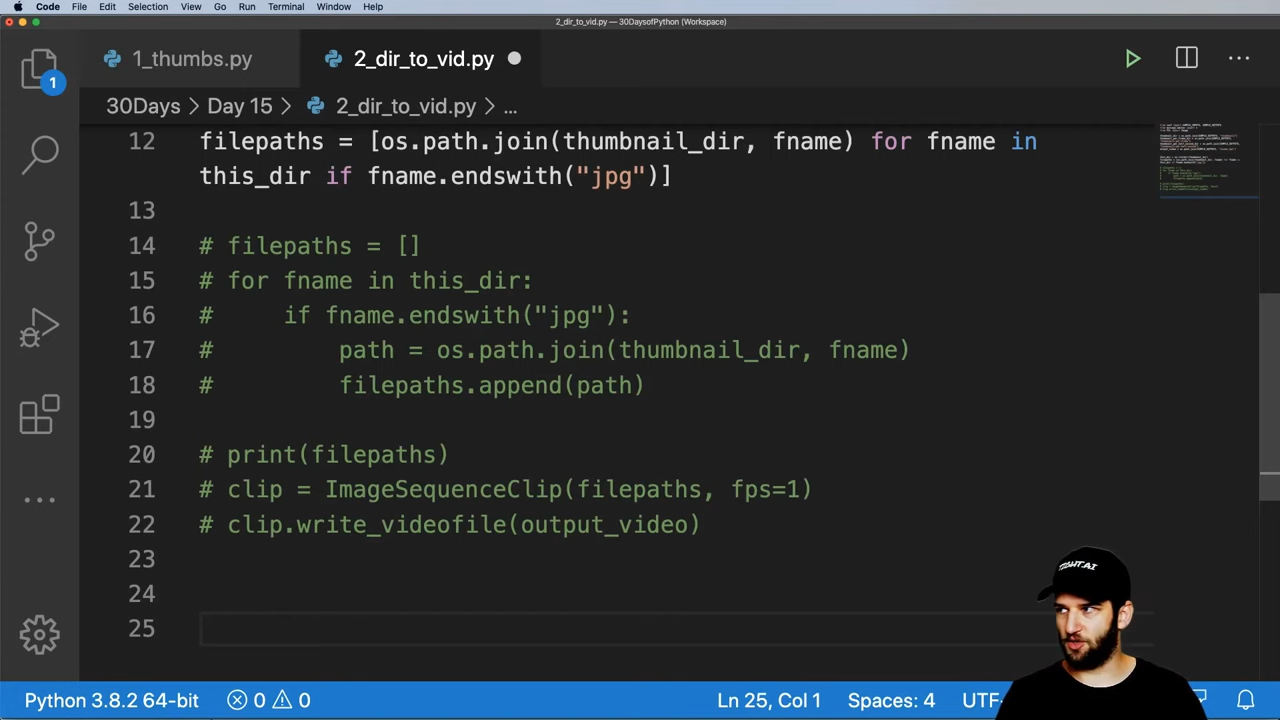 Code File Edit Selection View Go Run Terminal Window Help
2_dir_to_vid.py — 30DaysofPython (Workspace)
1_thumbs.py 2_dir_to_vid.py
1
30Days > Day 15 > 2_dir_to_vid.py > ...
12 filepaths = [os.path.join(thumbnail_dir, fname) for fname in
this_dir if fname.endswith("jpg")]
13
14 # filepaths = []
15 # for fname in this_dir:
16 #     if fname.endswith("jpg"):
17 #         path = os.path.join(thumbnail_dir, fname)
18 #         filepaths.append(path)
19
20 # print(filepaths)
21 # clip = ImageSequenceClip(filepaths, fps=1)
22 # clip.write_videofile(output_video)
23
24
25
Python 3.8.2 64-bit 0 0 Ln 25, Col 1 Spaces: 4 UTF-